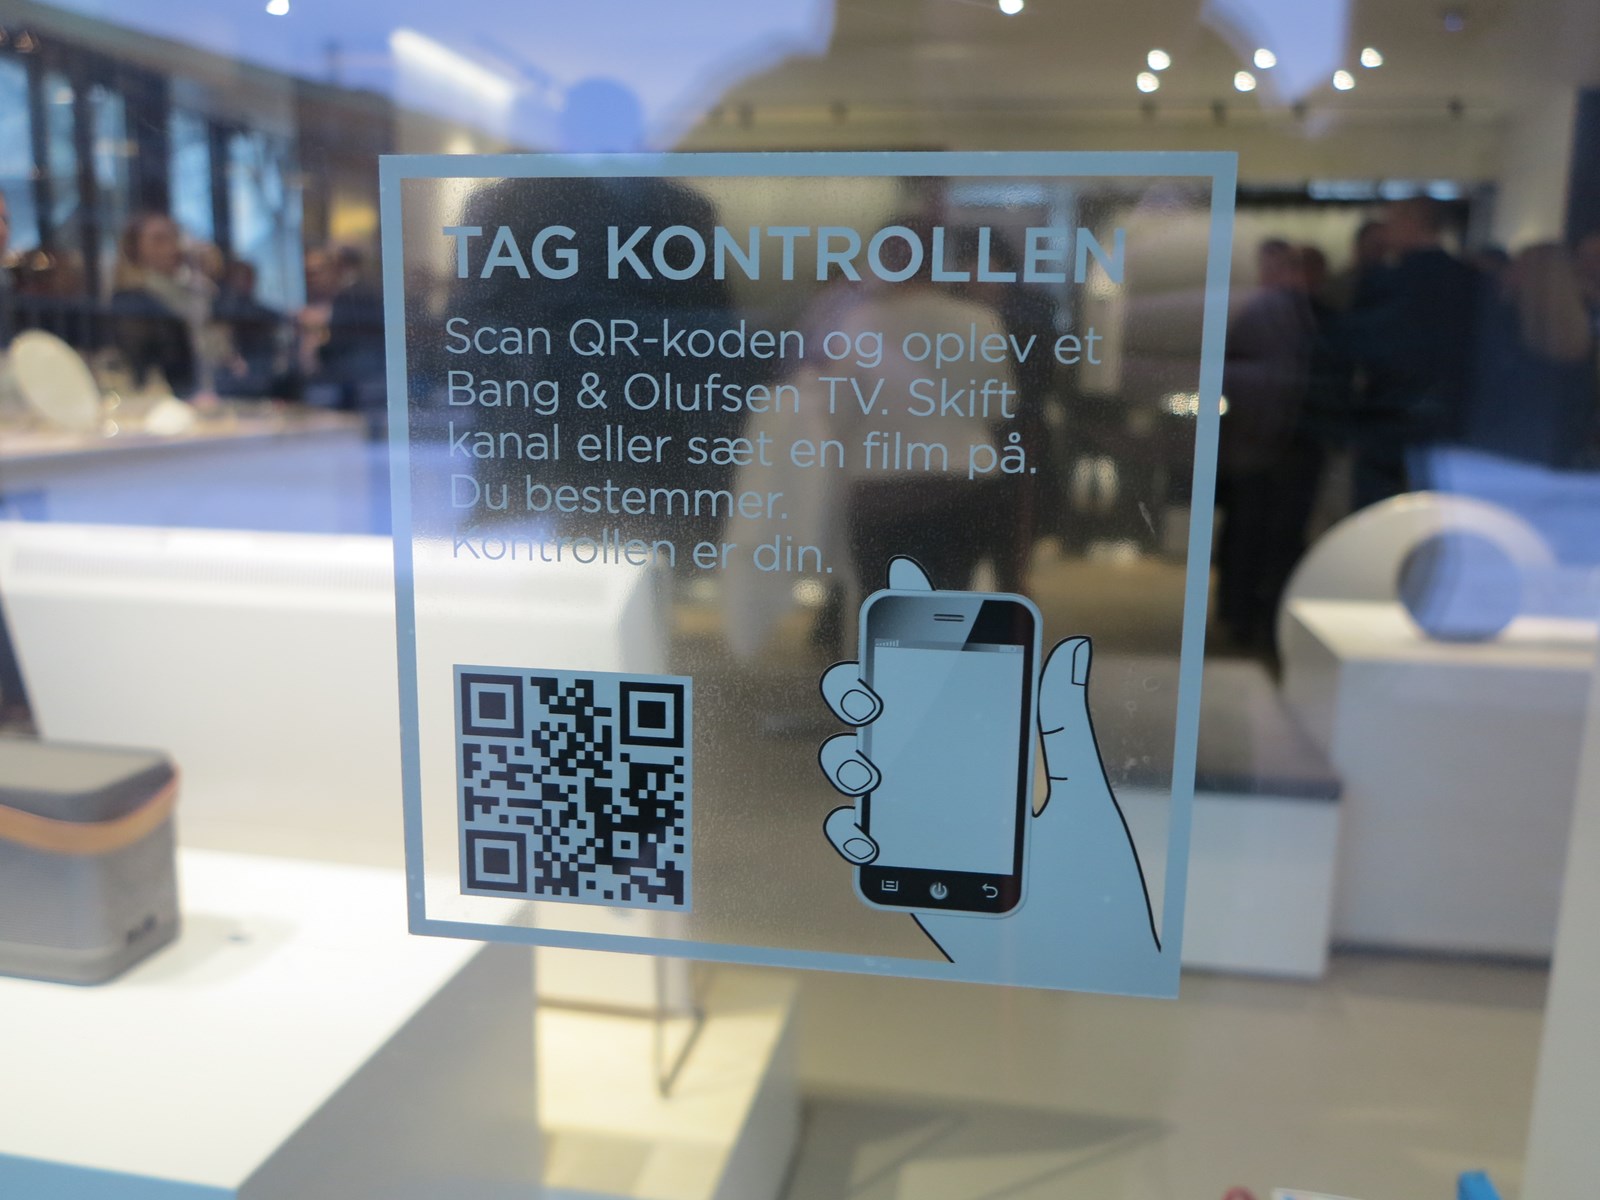 TAG KONTROLLEN
Scan QR-koden og oplev et
Bang & Olufsen TV. Skift
kanal eller sæt en film på.
Du bestemmer.
Kontrollen er din.